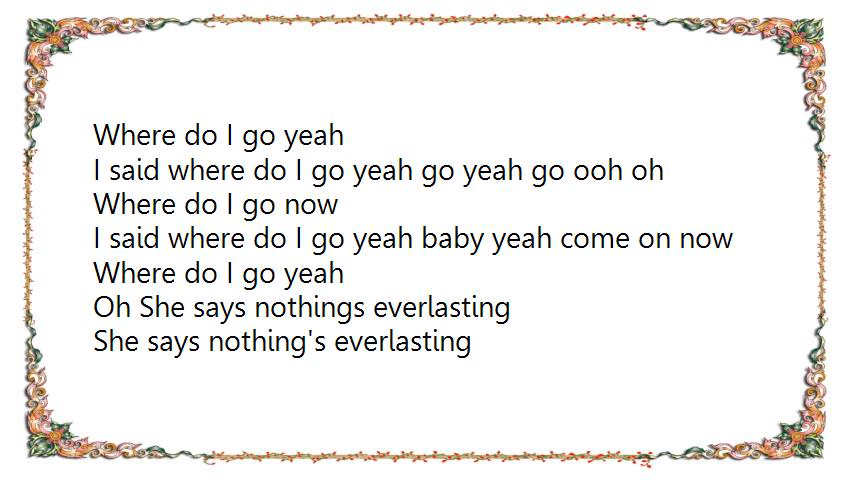 Where do I go yeah
I said where do I go yeah go yeah go ooh oh
Where do I go now
I said where do I go yeah baby yeah come on now
Where do I go yeah
Oh She says nothings everlasting
She says nothing's everlasting